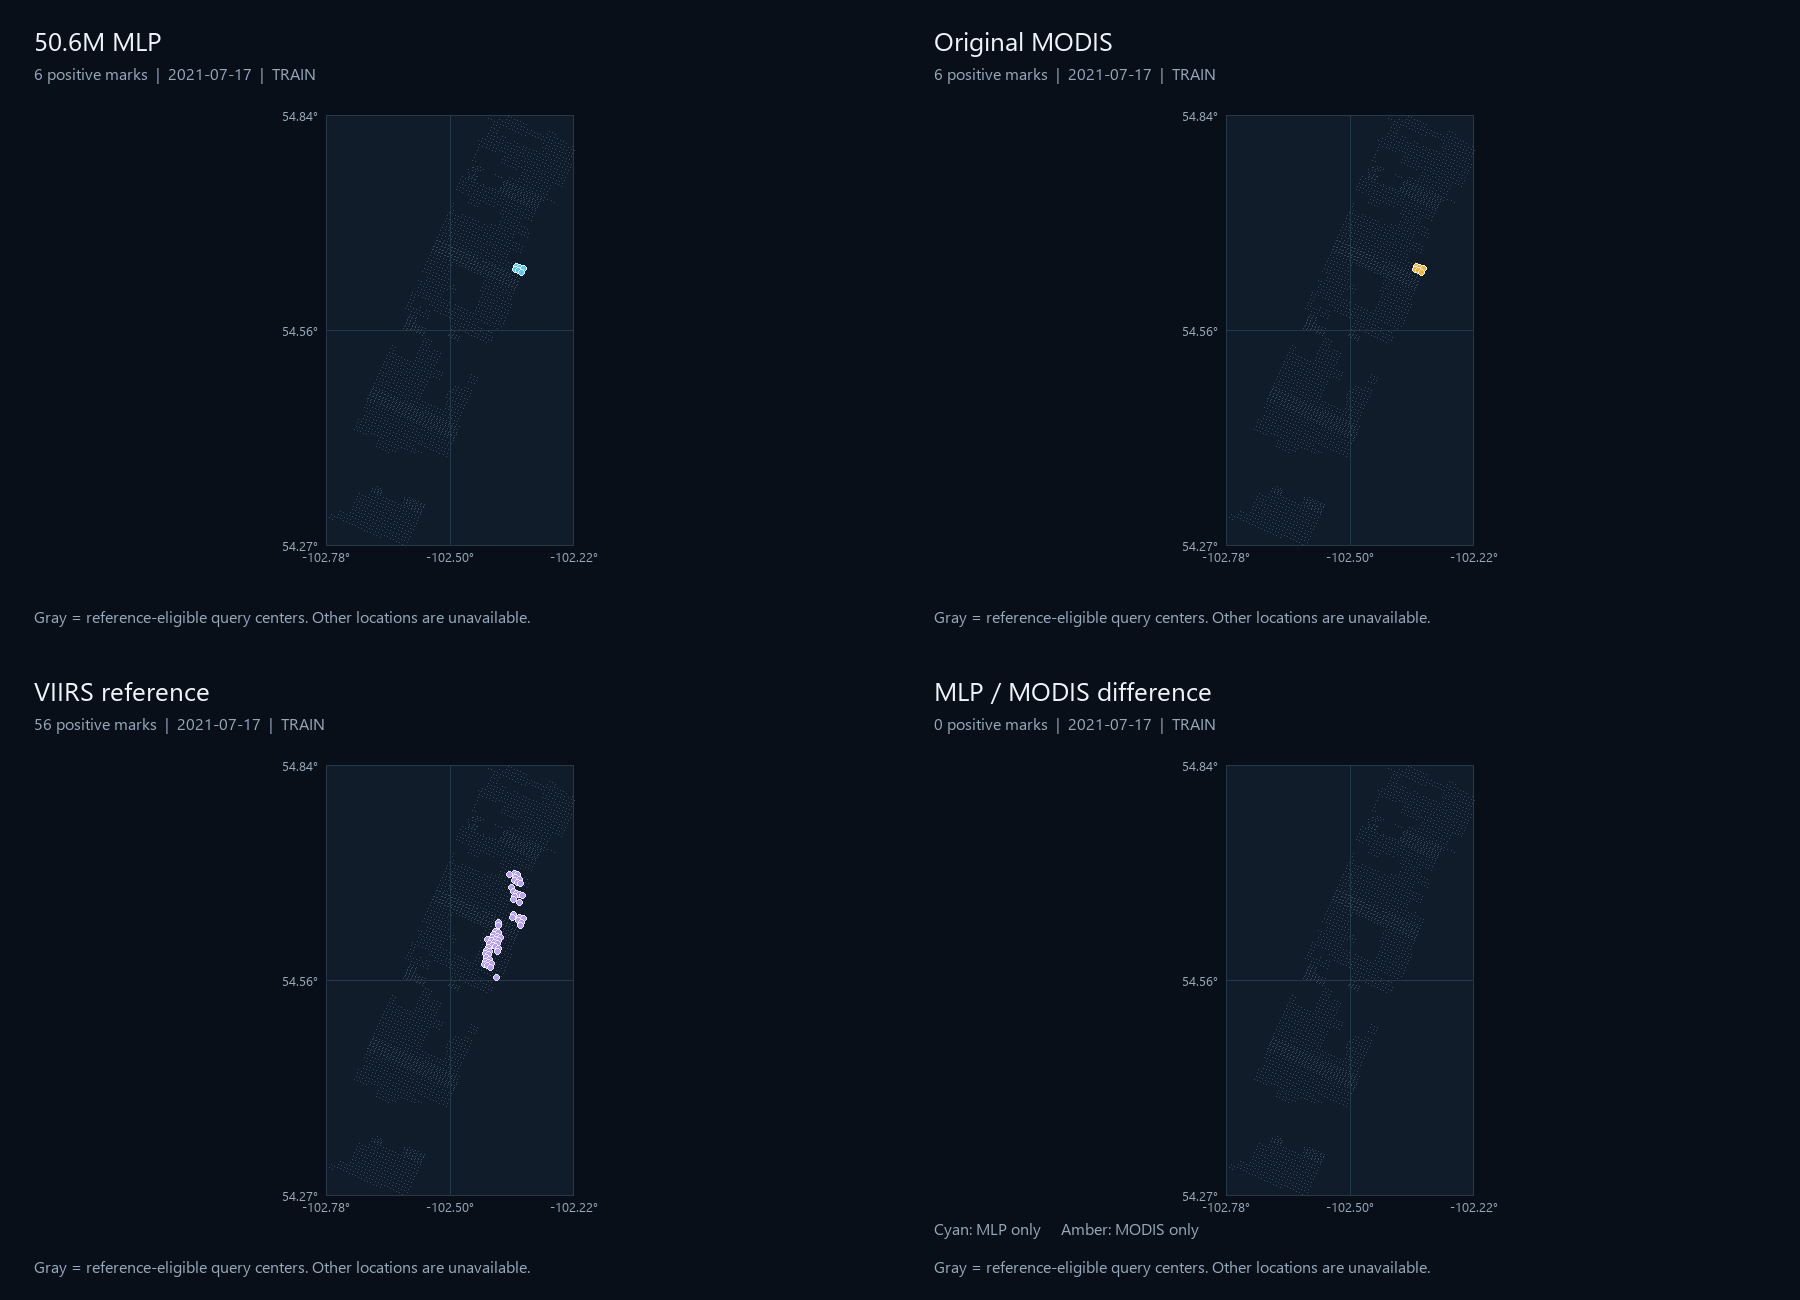 50.6M MLP
6 positive marks | 2021-07-17 | TRAIN
54.84°
54.56°
54.27°
-102.78°
-102.50°
-102.22°
Gray = reference-eligible query centers. Other locations are unavailable.
Original MODIS
6 positive marks | 2021-07-17 | TRAIN
54.84°
54.56°
54.27°
-102.78°
-102.50°
-102.22°
Gray = reference-eligible query centers. Other locations are unavailable.
VIIRS reference
56 positive marks | 2021-07-17 | TRAIN
54.84°
54.56°
54.27°
-102.78°
-102.50°
-102.22°
Gray = reference-eligible query centers. Other locations are unavailable.
MLP / MODIS difference
0 positive marks | 2021-07-17 | TRAIN
54.84°
54.56°
54.27°
-102.78°
-102.50°
-102.22°
Cyan: MLP only Amber: MODIS only
Gray = reference-eligible query centers. Other locations are unavailable.